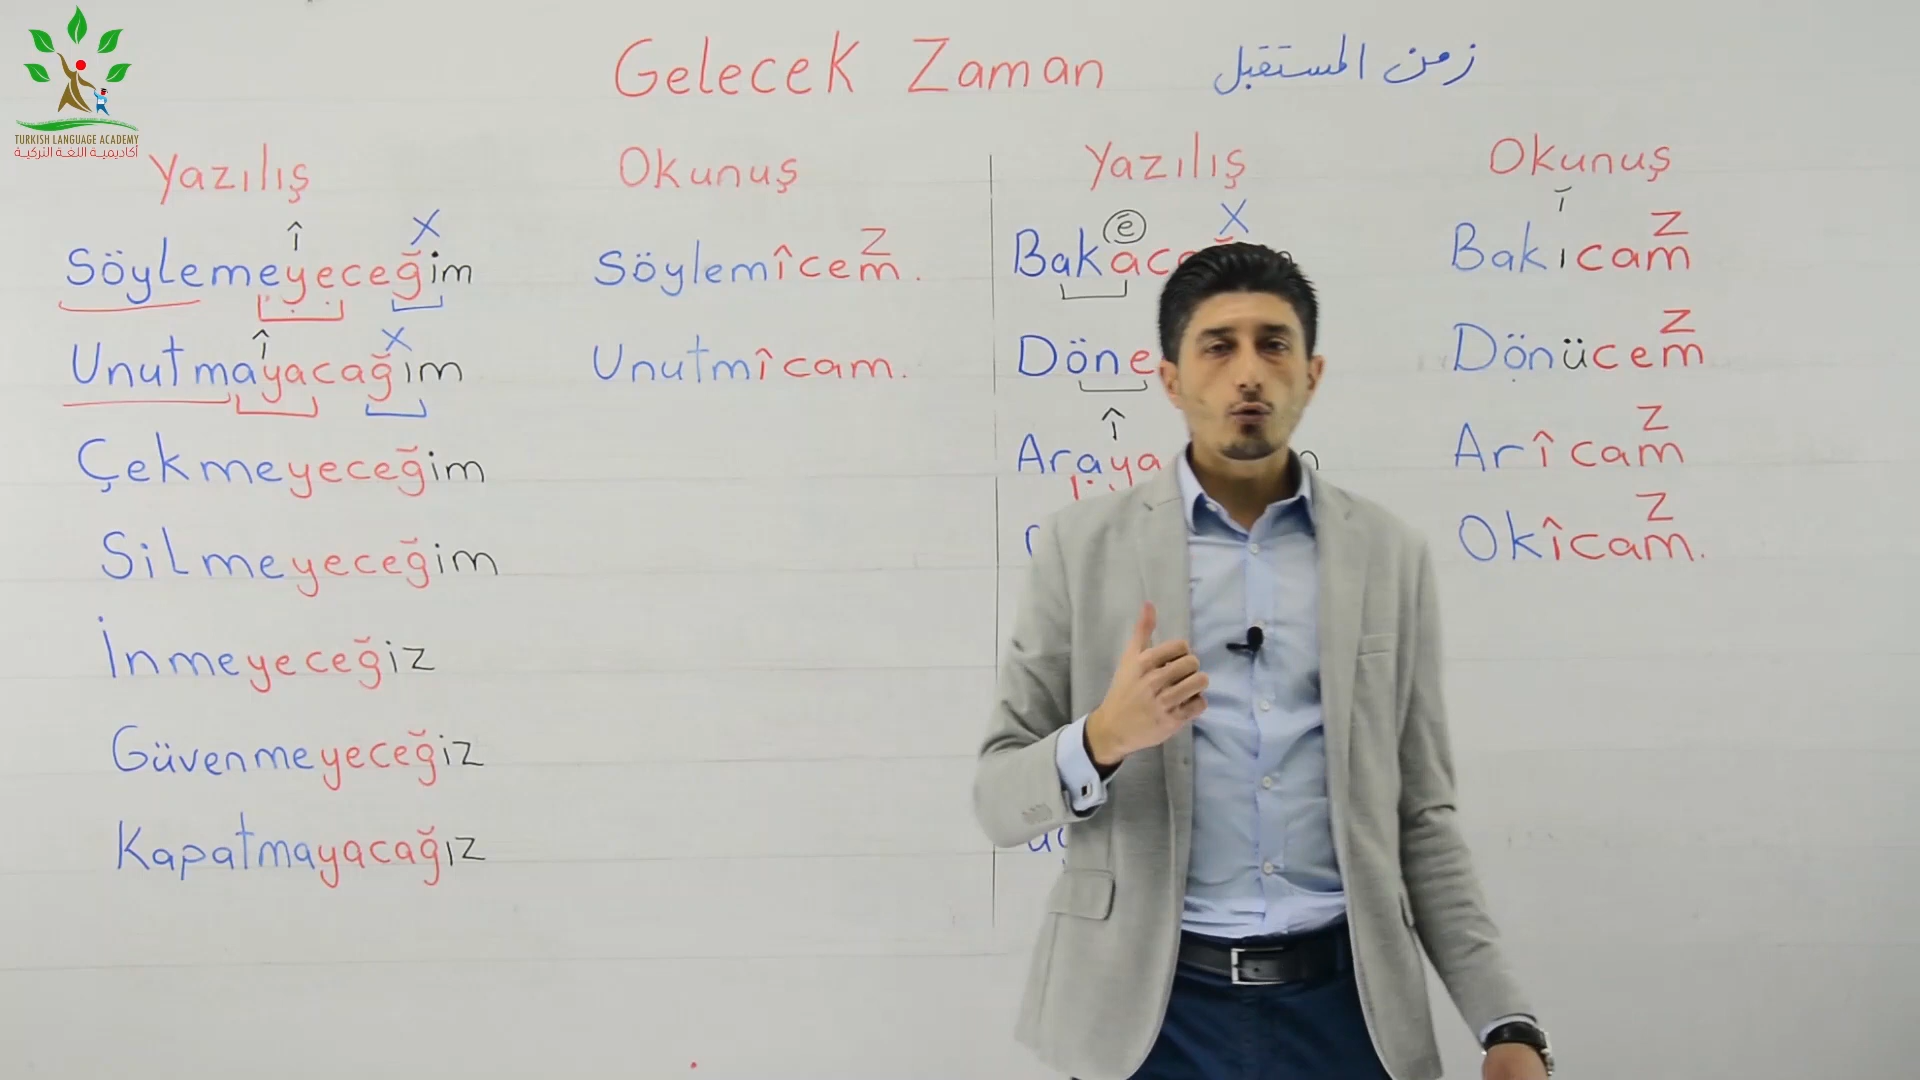 TURKISH LANGUAGE ACADEMY
أكاديمية اللغة التركية
Gelecek Zaman زمن المستقبل
Yazılış Okunuş
î X
Söylemeyeceğim Söylemîcem. Z
î X
Unutmayacağım Unutmîcam.
Çekmeyeceğim
Silmeyeceğim
İnmeyeceğiz
Güvenmeyeceğiz
Kapatmayacağız
Yazılış Okunuş
X
Bakıcam Z
Dönücem Z
î
Arîcam Z
Okîcam. Z